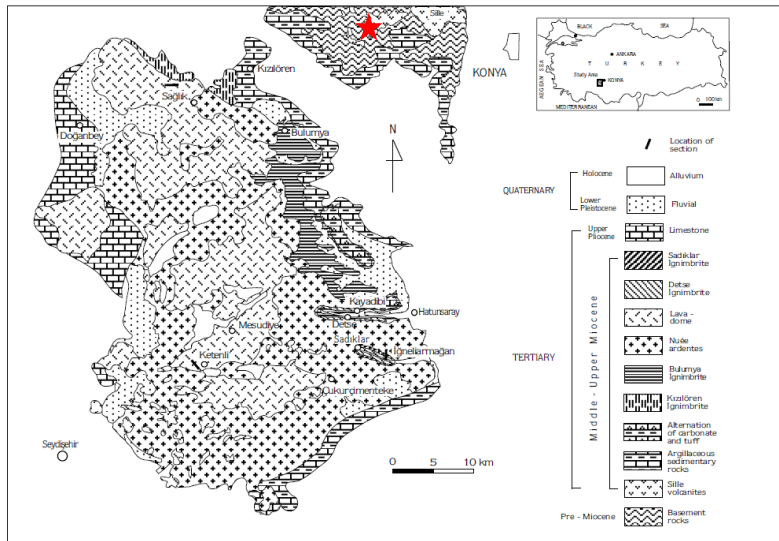 Sille
KONYA
Kızılören
Sağlık
Doğanbey
Bulumya
N
Kayadibi
Hatunsaray
Detse
Sadıklar
Mesudiye
İğnellarmağan
Ketenli
Çukurçimenteke
Seydişehir
0 5 10 km
BLACK SEA
ANKARA
T U R K E Y
Study Area
KONYA
AEGEAN SEA
MEDITERRANEAN
0 100km
Location of
section
QUATERNARY
Holocene
Alluvium
Lower
Pleistocene
Fluvial
TERTIARY
Upper
Pliocene
Limestone
Middle - Upper Miocene
Sadıklar
Ignimbrite
Detse
Ignimbrite
Lava -
dome
Nuée
ardentes
Bulumya
Ignimbrite
Kızılören
Ignimbrite
Alternation
of carbonate
and tuff
Argillaceous
sedimentary
rocks
Sille
volcanites
Pre - Miocene
Basement
rocks